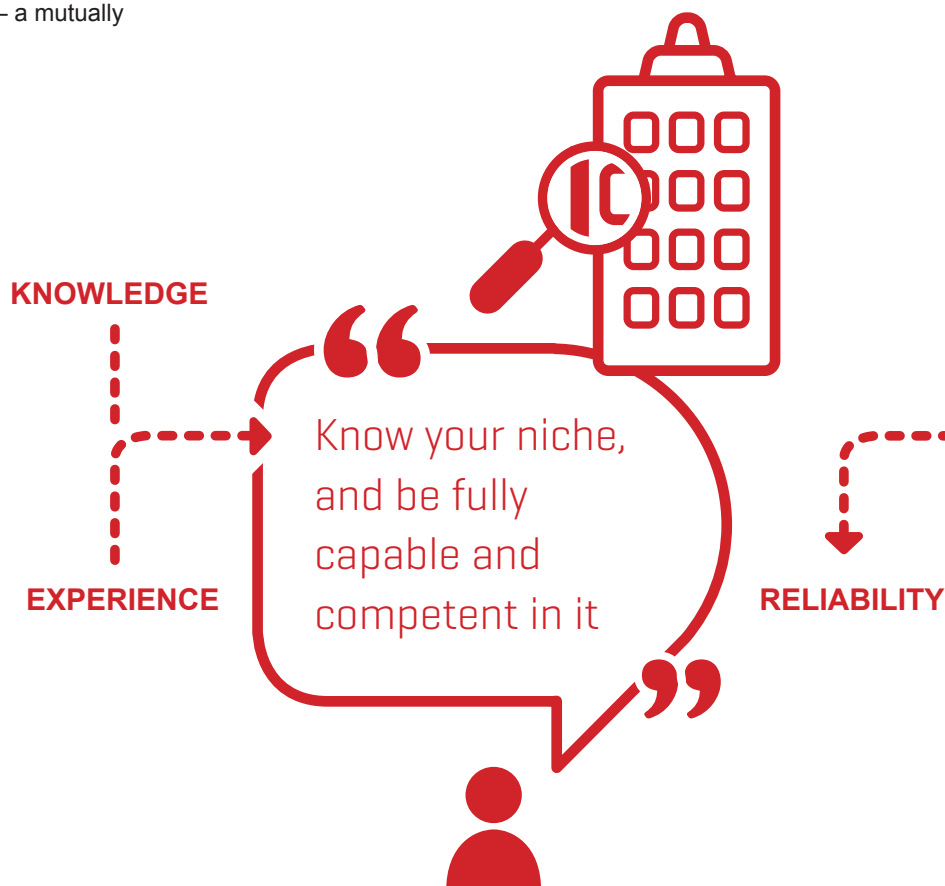 – a mutually
KNOWLEDGE
Know your niche,
and be fully
capable and
competent in it
EXPERIENCE
RELIABILITY